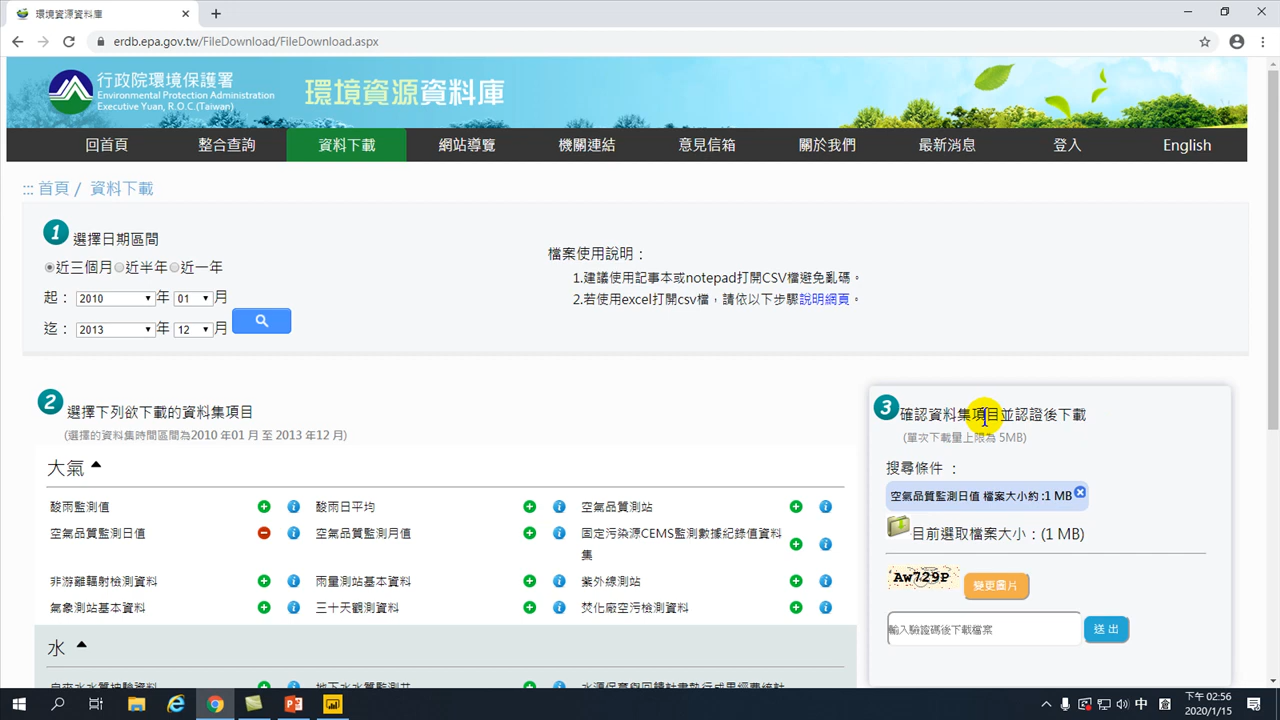 環境資源資料庫
erdb.epa.gov.tw/FileDownload/FileDownload.aspx
行政院環境保護署
Environmental Protection Administration
Executive Yuan, R.O.C.(Taiwan)
環境資源資料庫
回首頁 整合查詢 資料下載 網站導覽 機關連結 意見信箱 關於我們 最新消息 登入 English
::: 首頁 / 資料下載
1 選擇日期區間
近三個月 近半年 近一年
起： 2010 年 01 月
迄： 2013 年 12 月
檔案使用說明：
1.建議使用記事本或notepad打開CSV檔避免亂碼。
2.若使用excel打開csv檔，請依以下步驟說明網頁。
2 選擇下列欲下載的資料集項目
(選擇的資料集時間區間為2010 年01 月 至 2013 年12 月)
大氣
酸雨監測值 酸雨日平均 空氣品質測站
空氣品質監測日值 空氣品質監測月值 固定污染源CEMS監測數據紀錄值資料集
非游離輻射檢測資料 雨量測站基本資料 紫外線測站
氣象測站基本資料 三十天觀測資料 焚化廠空污檢測資料
水
3 確認資料集項目並認證後下載
(單次下載量上限為 5MB)
搜尋條件 ：
空氣品質監測日值 檔案大小約 :1 MB
目前選取檔案大小：(1 MB)
Aw729P 變更圖片
輸入驗證碼後下載檔案 送 出
中
下午 02:56
2020/1/15